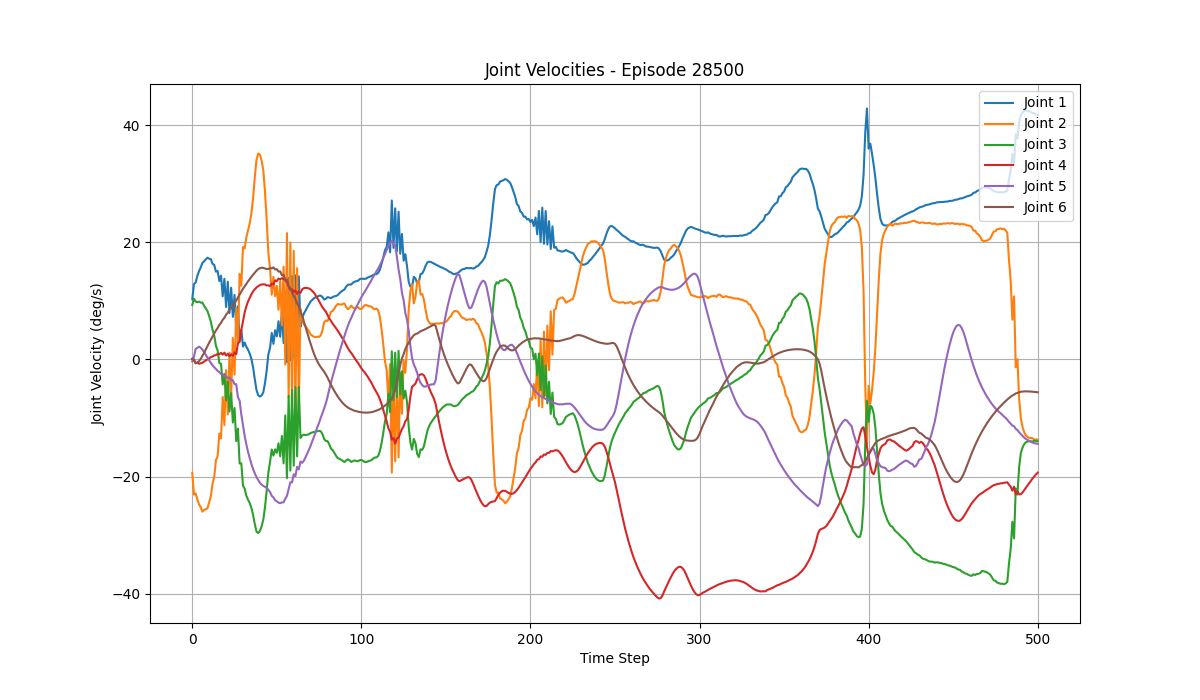 Joint Velocities - Episode 28500
Joint Velocity (deg/s)
40
20
0
−20
−40
0
100
200
300
400
500
Time Step
Joint 1
Joint 2
Joint 3
Joint 4
Joint 5
Joint 6